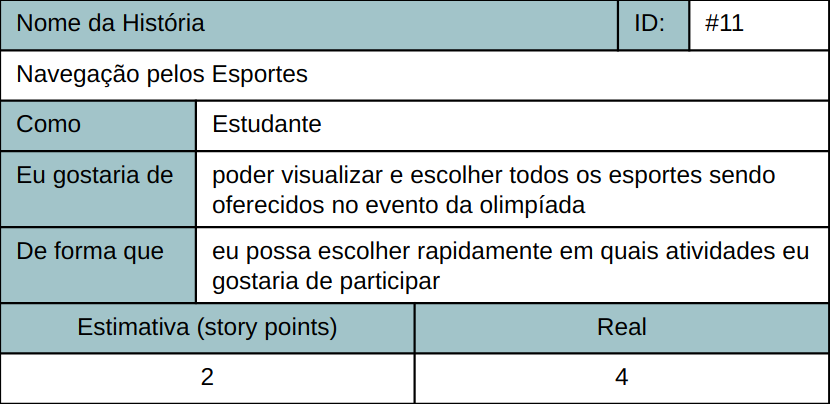 Nome da História ID: #11
Navegação pelos Esportes
Como Estudante
Eu gostaria de poder visualizar e escolher todos os esportes sendo
oferecidos no evento da olimpíada
De forma que eu possa escolher rapidamente em quais atividades eu
gostaria de participar
Estimativa (story points) Real
2 4